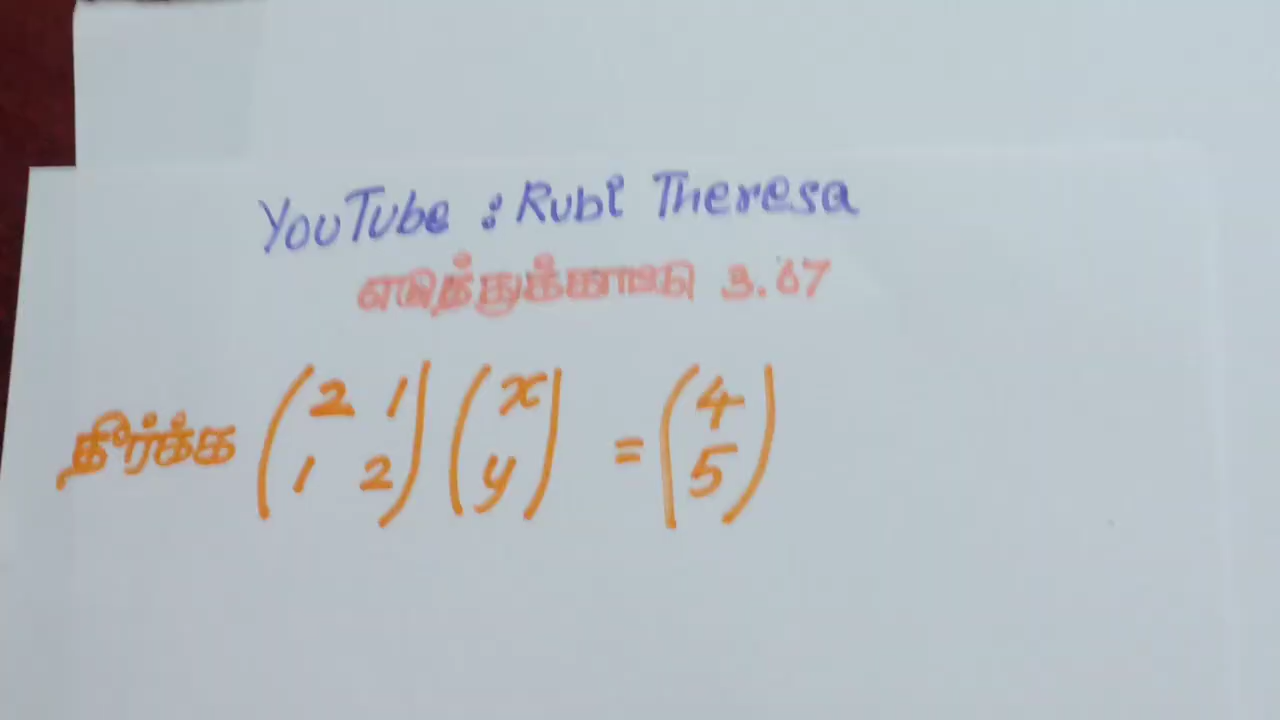 YouTube : Rubi Theresa
எடுத்துக்காட்டு 3.67
தீர்க்க (2 1) (x) = (4)
(1 2) (y) (5)